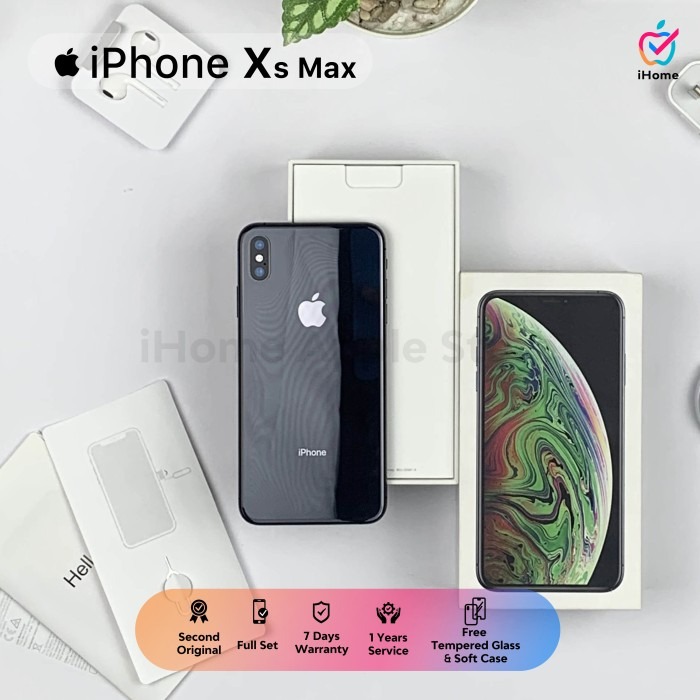 iPhone Xs Max
iHome
iHome Apple St
iPhone
Hell
Second
Original
Full Set
7 Days
Warranty
1 Years
Service
Free
Tempered Glass
& Soft Case